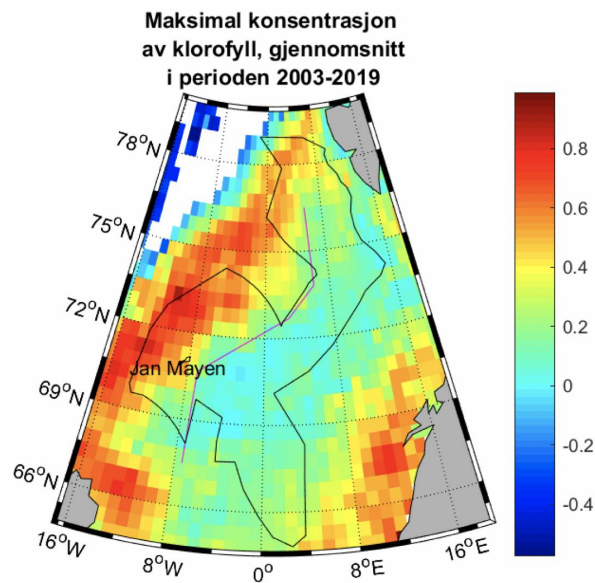 Maksimal konsentrasjon
av klorofyll, gjennomsnitt
i perioden 2003-2019
78°N
75°N
72°N
69°N
66°N
Jan Mayen
16°W
8°W
0°
8°E
16°E
0.8
0.6
0.4
0.2
0
-0.2
-0.4